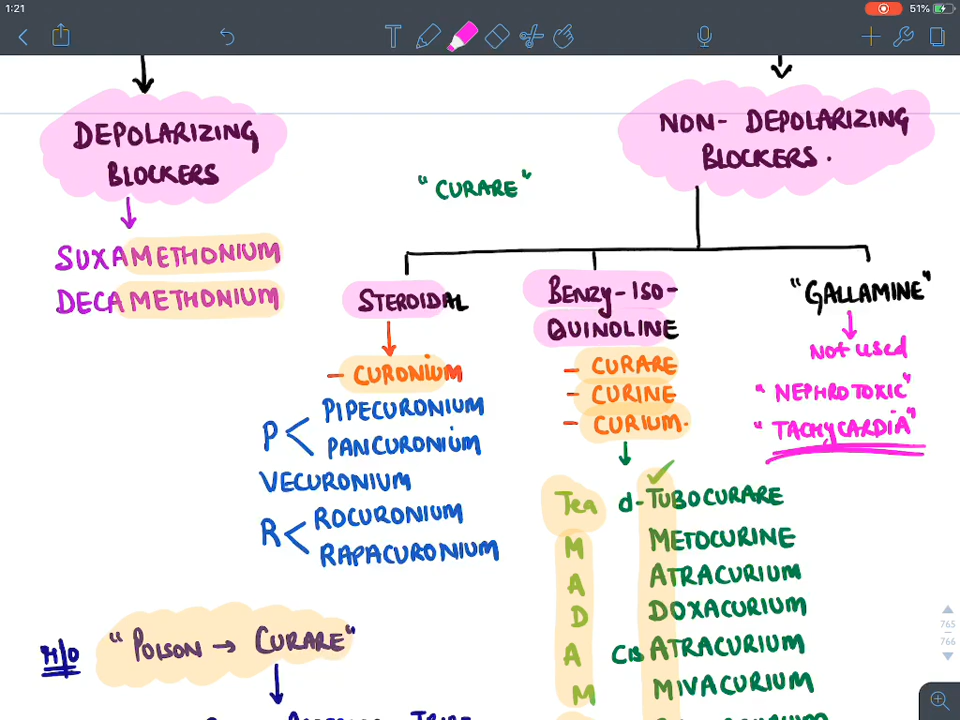 1:21
51%
T
DEPOLARIZING
BLOCKERS
SUXAMETHONIUM
DECAMETHONIUM
"CURARE"
NON- DEPOLARIZING
BLOCKERS.
STEROIDAL
- CURONIUM
P
PIPECURONIUM
PANCURONIUM
VECURONIUM
R
ROCURONIUM
RAPACURONIUM
BENZY-ISO-
QUINOLINE
- CURARE
- CURINE
- CURIUM.
"GALLAMINE"
Not used
"NEPHROTOXIC"
"TACHYCARDIA"
Tea d-TUBOCURARE
M METOCURINE
A ATRACURIUM
D DOXACURIUM
A CIS ATRACURIUM
M MIVACURIUM
M/O "POISON → CURARE"
765
766